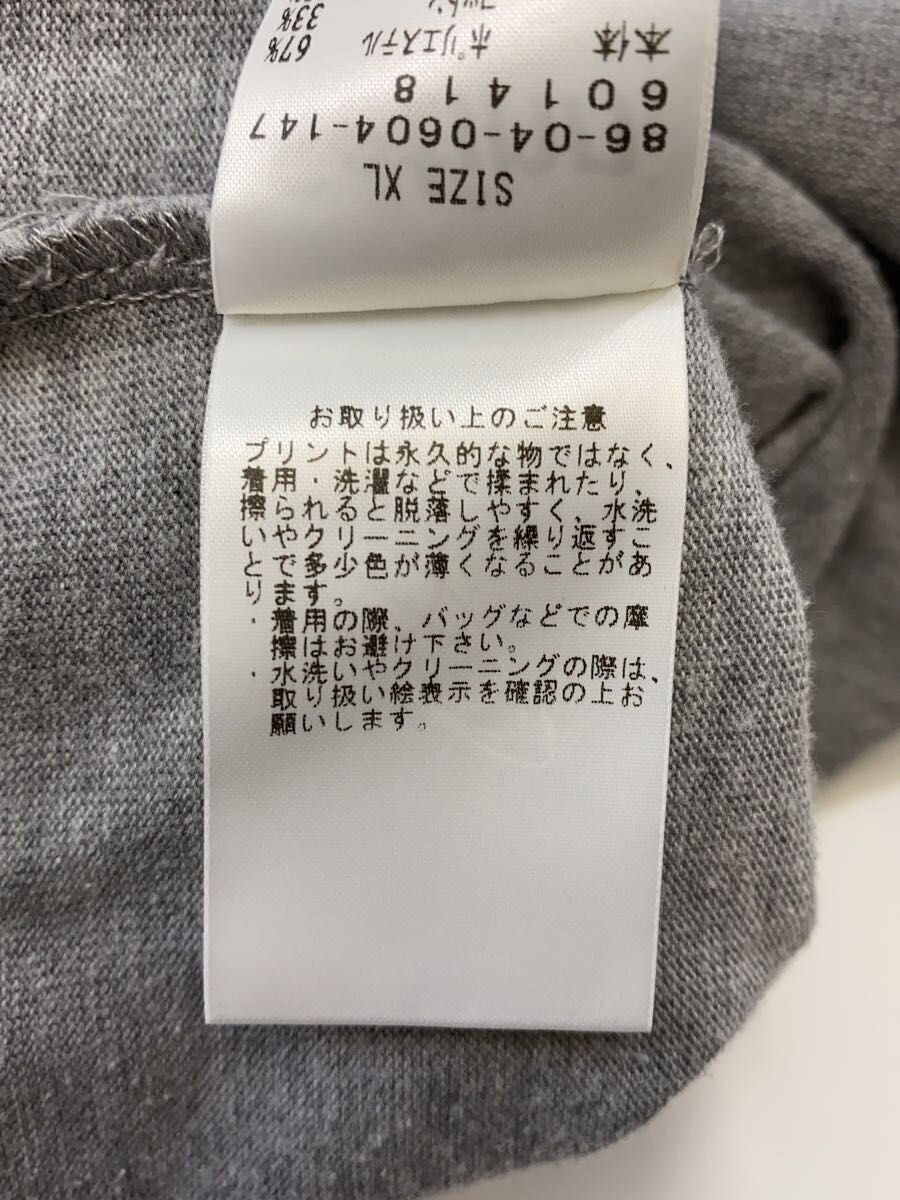 SIZE XL
86-04-0604-147
601418
本体 ポリエステル 67%
コットン 33%
お取り扱い上のご注意
プリントは永久的な物ではなく、
着用・洗濯などで揉まれたり、
擦られると脱落しやすく、水洗
いやクリーニングを繰り返すこ
とで多少色が薄くなることがあ
ります。
・着用の際、バッグなどでの摩
擦はお避け下さい。
・水洗いやクリーニングの際は、
取り扱い絵表示を確認の上お
願いします。